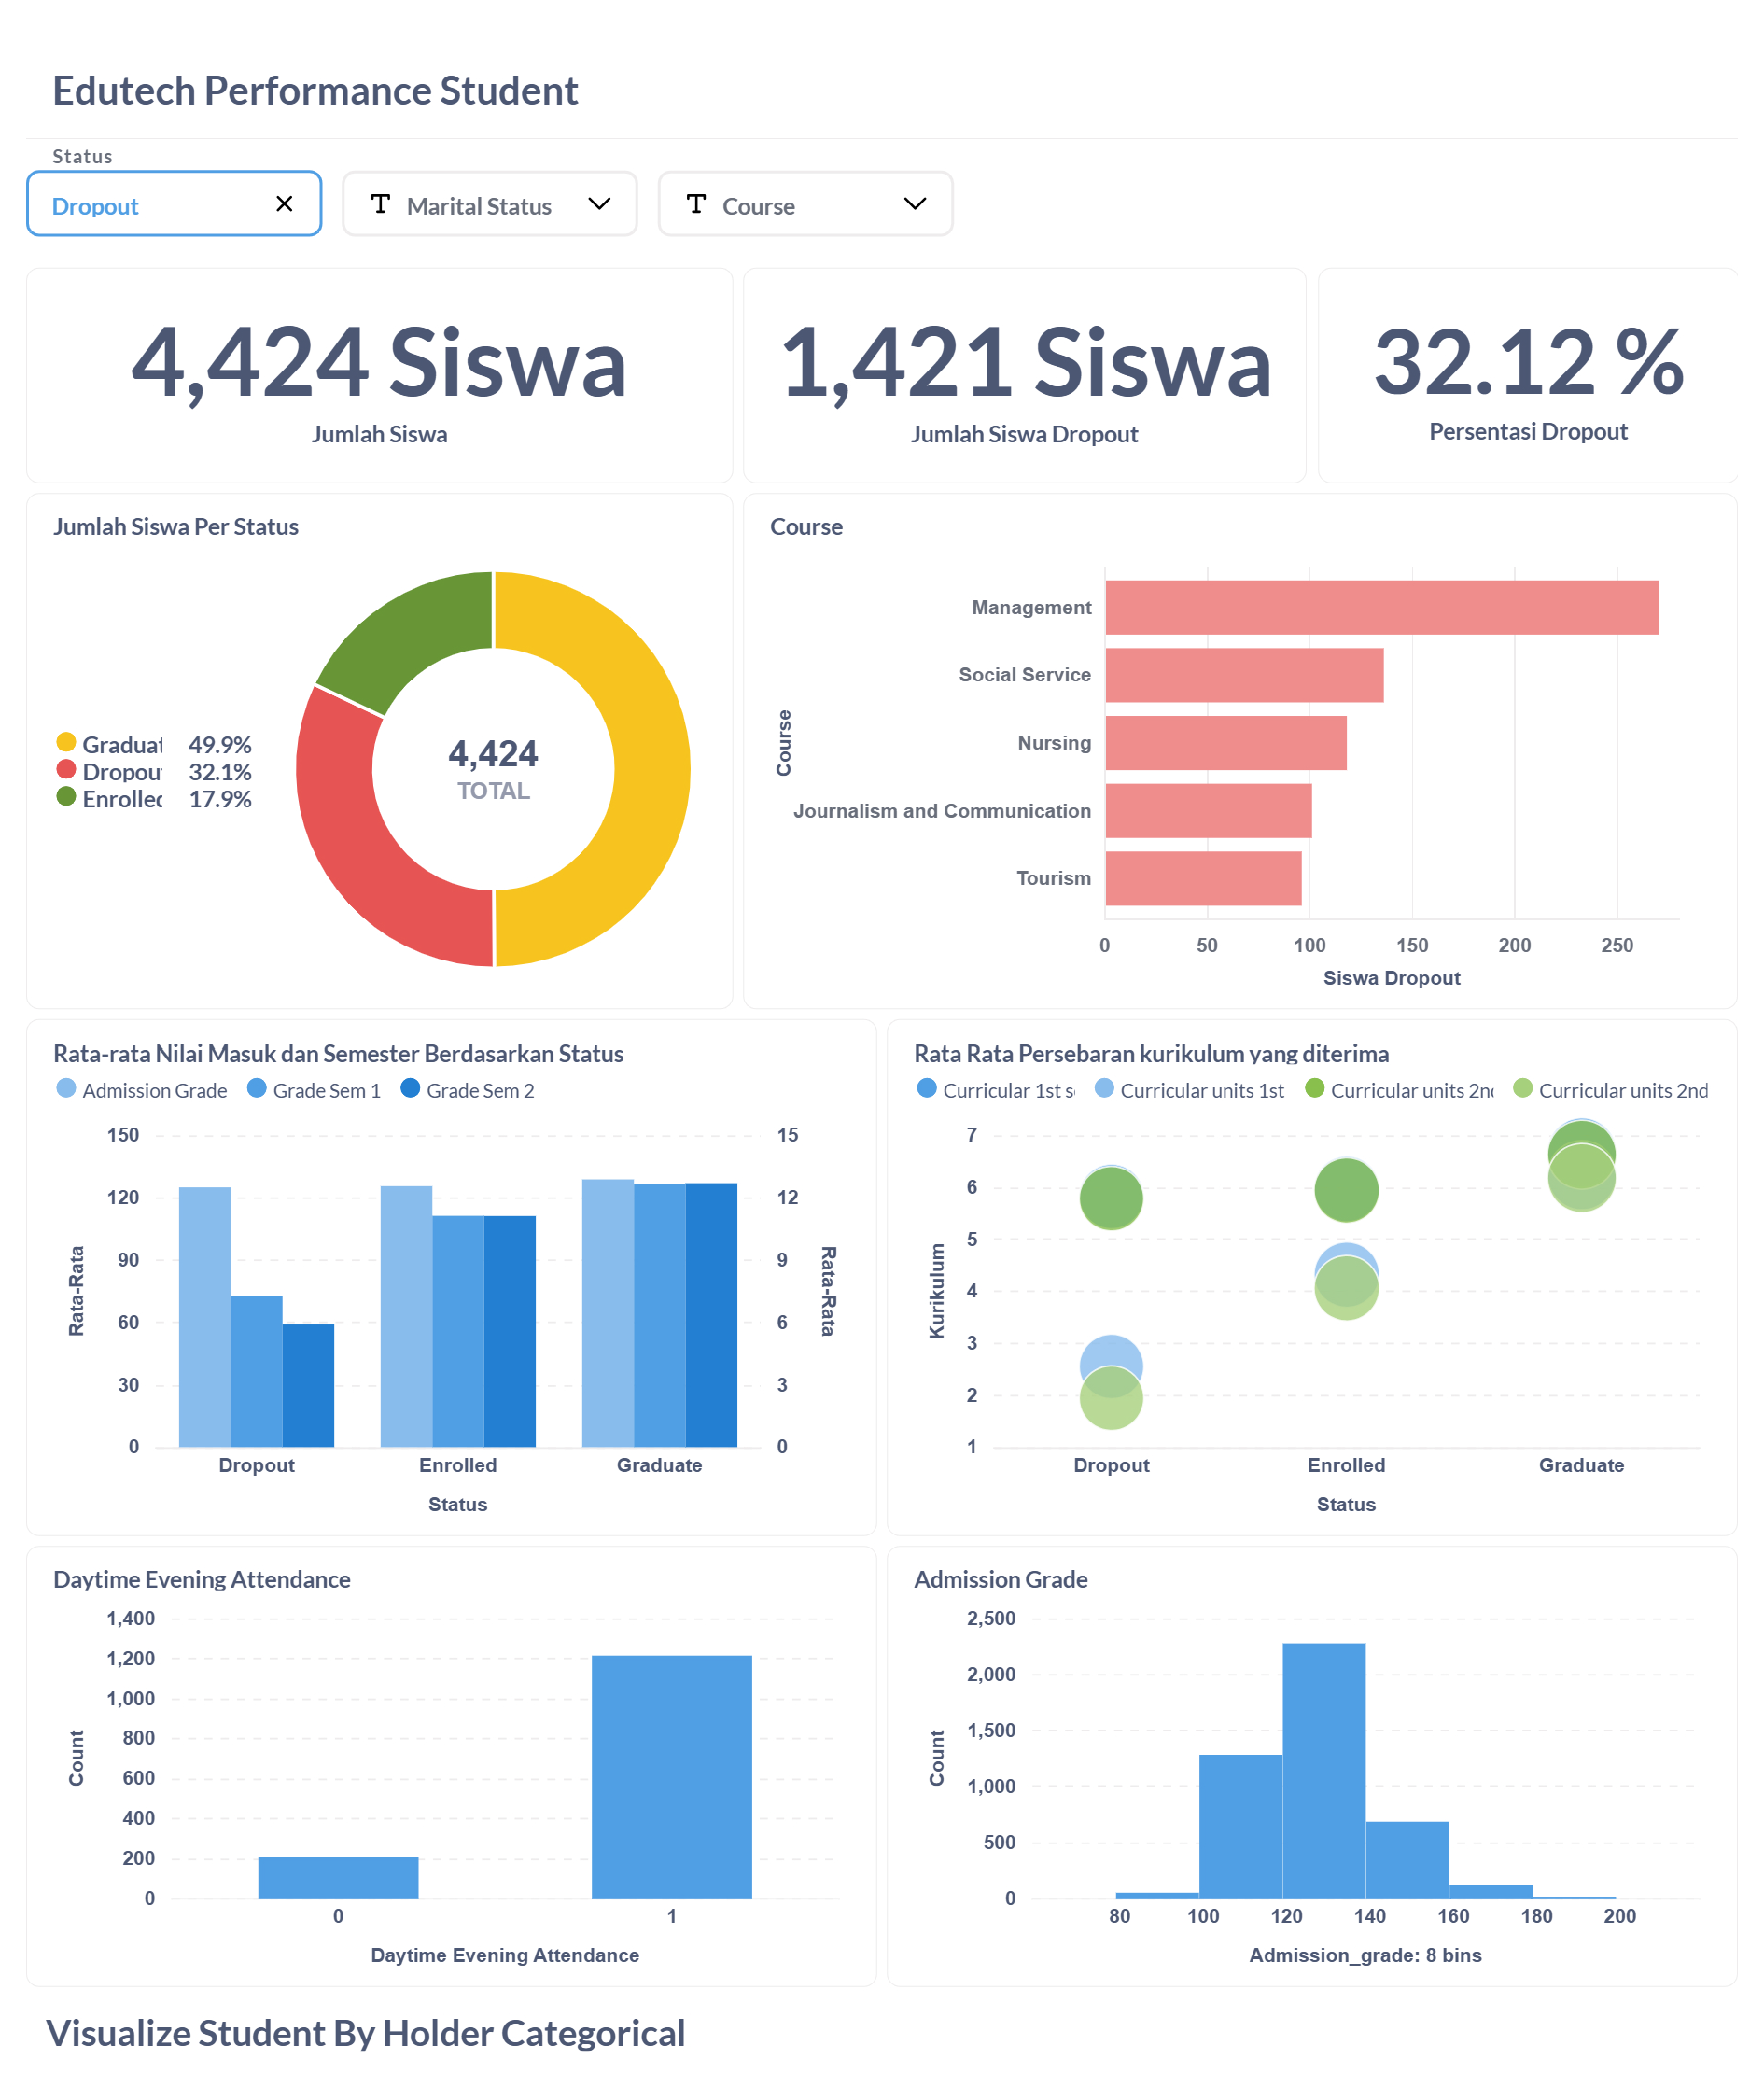 Edutech Performance Student
Status
Dropout
Marital Status
Course
4,424 Siswa
Jumlah Siswa
1,421 Siswa
Jumlah Siswa Dropout
32.12 %
Persentasi Dropout
Jumlah Siswa Per Status
Graduat 49.9%
Dropou 32.1%
Enrolled 17.9%
4,424
TOTAL
Course
Course
Management
Social Service
Nursing
Journalism and Communication
Tourism
0 50 100 150 200 250
Siswa Dropout
Rata-rata Nilai Masuk dan Semester Berdasarkan Status
Admission Grade Grade Sem 1 Grade Sem 2
Rata-Rata
150
120
90
60
30
0
15
12
9
6
3
0
Rata-Rata
Dropout Enrolled Graduate
Status
Rata Rata Persebaran kurikulum yang diterima
Curricular 1st s Curricular units 1st Curricular units 2n Curricular units 2nd
Kurikulum
7
6
5
4
3
2
1
Dropout Enrolled Graduate
Status
Daytime Evening Attendance
Count
1,400
1,200
1,000
800
600
400
200
0
0 1
Daytime Evening Attendance
Admission Grade
Count
2,500
2,000
1,500
1,000
500
0
80 100 120 140 160 180 200
Admission_grade: 8 bins
Visualize Student By Holder Categorical